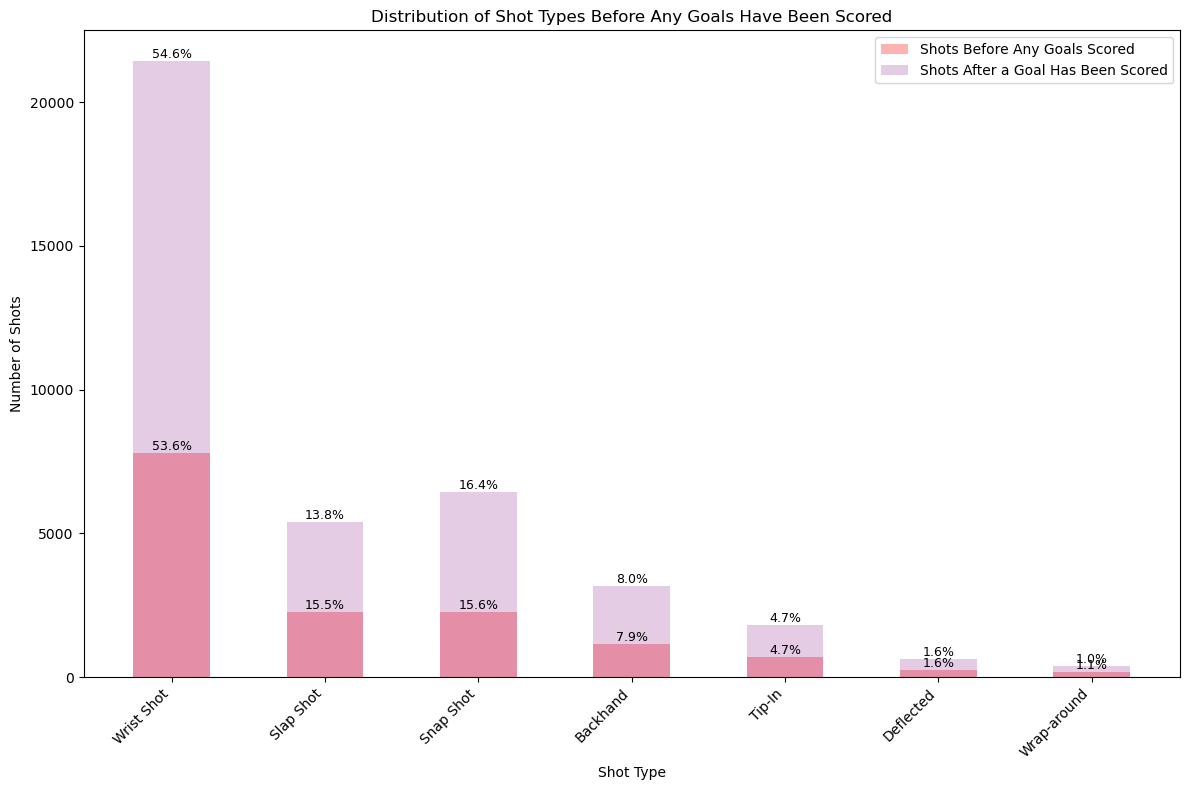 Distribution of Shot Types Before Any Goals Have Been Scored
Shots Before Any Goals Scored
Shots After a Goal Has Been Scored
Number of Shots
20000
15000
10000
5000
0
54.6%
53.6%
13.8%
15.5%
16.4%
15.6%
8.0%
7.9%
4.7%
4.7%
1.6%
1.6%
1.0%
1.1%
Wrist Shot
Slap Shot
Snap Shot
Backhand
Tip-In
Deflected
Wrap-around
Shot Type